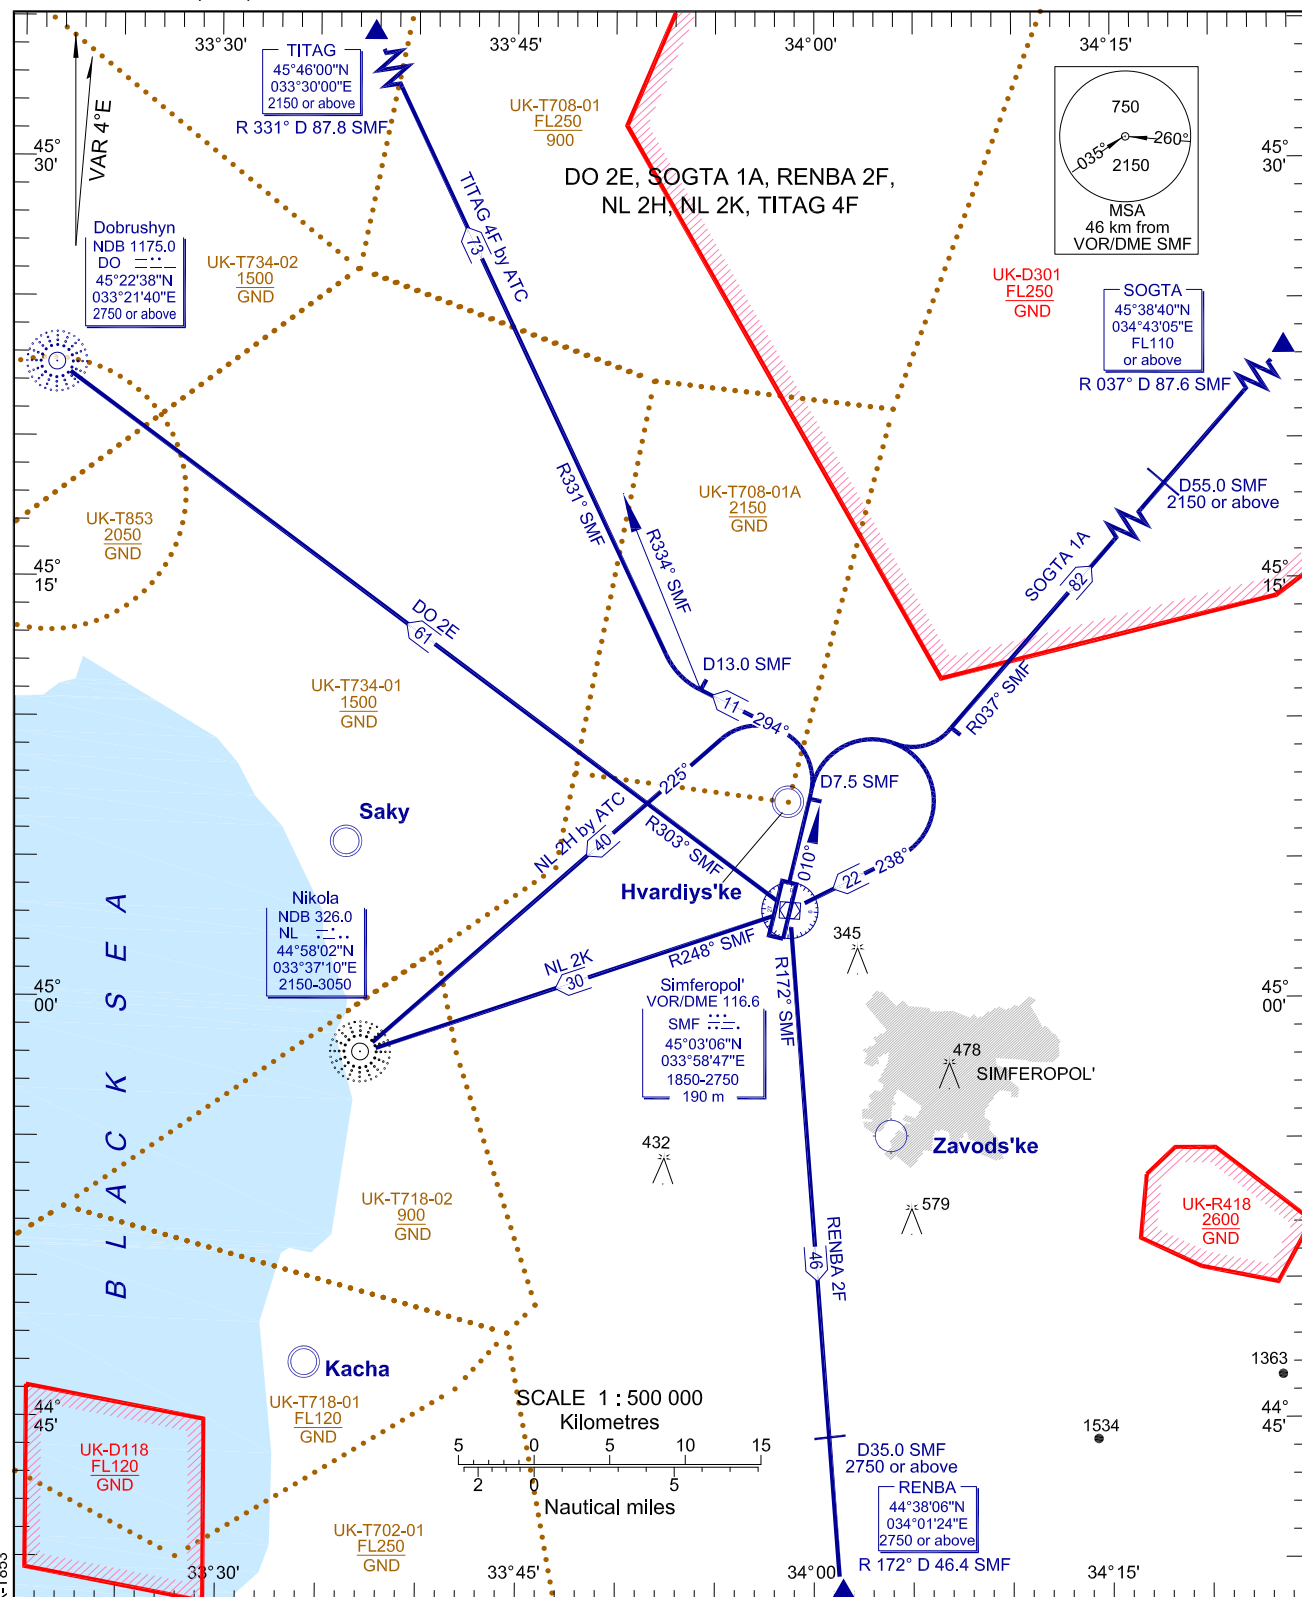 33°30'
33°45'
34°00'
34°15'
TITAG
45°46'00"N
033°30'00"E
2150 or above
R 331° D 87.8 SMF
VAR 4°E
45°
30'
UK-T708-01
FL250
900
DO 2E, SOGTA 1A, RENBA 2F,
NL 2H, NL 2K, TITAG 4F
750
260°
035°
2150
MSA
46 km from
VOR/DME SMF
45°
30'
Dobrushyn
NDB 1175.0
DO
45°22'38"N
033°21'40"E
2750 or above
UK-T734-02
1500
GND
TITAG 4F by ATC
73
UK-D301
FL250
GND
SOGTA
45°38'40"N
034°43'05"E
FL110
or above
R 037° D 87.6 SMF
D55.0 SMF
2150 or above
UK-T853
2050
GND
R331° SMF
R334° SMF
UK-T708-01A
2150
GND
SOGTA 1A
82
45°
15'
45°
15'
DO 2E
61
D13.0 SMF
UK-T734-01
1500
GND
11
294°
R037° SMF
225°
D7.5 SMF
Saky
NL 2H by ATC
40
R303° SMF
010°
22
238°
Hvardiys'ke
Nikola
NDB 326.0
NL
44°58'02"N
033°37'10"E
2150-3050
NL 2K
30
R248° SMF
R172° SMF
345
Simferopol'
VOR/DME 116.6
SMF
45°03'06"N
033°58'47"E
1850-2750
190 m
45°
00'
45°
00'
BLACK SEA
478
SIMFEROPOL'
432
Zavods'ke
579
UK-T718-02
900
GND
UK-R418
2600
GND
RENBA 2F
46
Kacha
1363
UK-T718-01
FL120
GND
SCALE 1 : 500 000
Kilometres
5 0 5 10 15
2 0 5
Nautical miles
44°
45'
44°
45'
1534
UK-D118
FL120
GND
D35.0 SMF
2750 or above
RENBA
44°38'06"N
034°01'24"E
2750 or above
R 172° D 46.4 SMF
UK-T702-01
FL250
GND
33°30'
33°45'
34°00'
34°15'